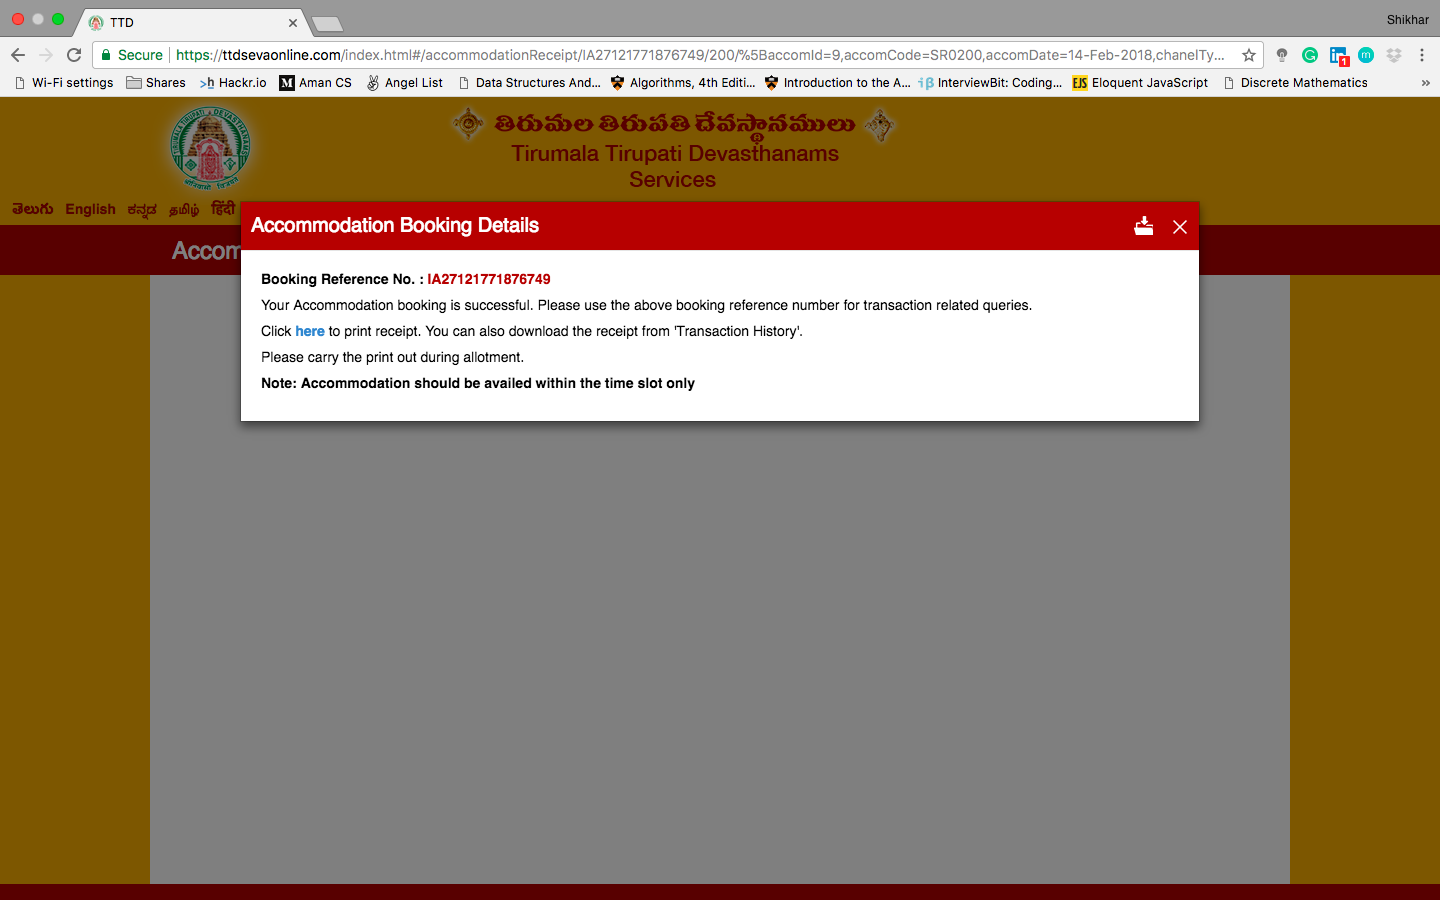 TTD
Shikhar
Secure https://ttdsevaonline.com/index.html#/accommodationReceipt/IA27121771876749/200/%5BaccomId=9,accomCode=SR0200,accomDate=14-Feb-2018,chanelTy...
Wi-Fi settings Shares >h Hackr.io M Aman CS Angel List Data Structures And... Algorithms, 4th Editi... Introduction to the A... iβ InterviewBit: Coding... EJS Eloquent JavaScript Discrete Mathematics »
తిరుమల తిరుపతి దేవస్థానములు
Tirumala Tirupati Devasthanams
Services
తెలుగు English ಕನ್ನಡ தமிழ் हिंदी
Accom
Accommodation Booking Details
Booking Reference No. : IA27121771876749
Your Accommodation booking is successful. Please use the above booking reference number for transaction related queries.
Click here to print receipt. You can also download the receipt from 'Transaction History'.
Please carry the print out during allotment.
Note: Accommodation should be availed within the time slot only